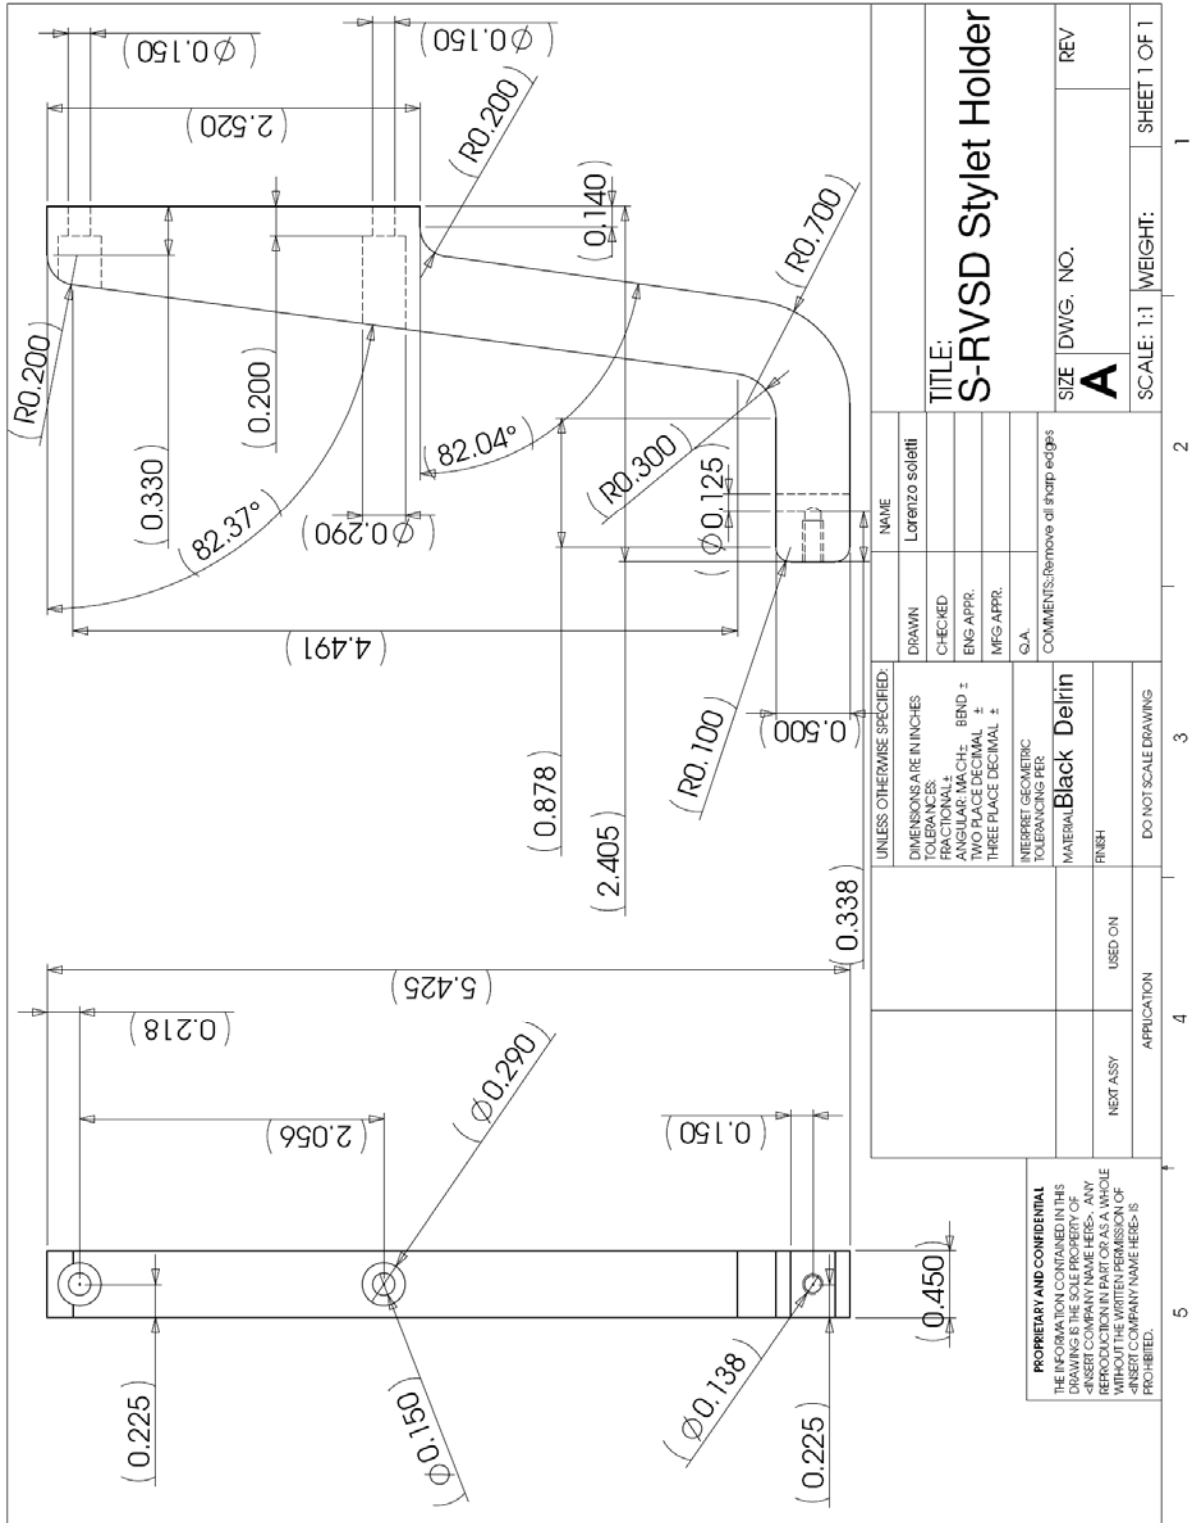 (Ø0.150)
(Ø0.150)
(2.520)
(R0.200)
(R0.200)
(0.140)
(R0.700)
(0.200)
(0.330)
82.04°
82.37°
(R0.300)
(Ø0.290)
(Ø0.125)
(4.491)
(R0.100)
(0.500)
(0.878)
(2.405)
(0.338)
(5.425)
(0.218)
(2.056)
(Ø0.290)
(0.150)
(0.225)
(Ø0.150)
(Ø0.138)
(0.225)
(0.450)
PROPRIETARY AND CONFIDENTIAL
THE INFORMATION CONTAINED IN THIS
DRAWING IS THE SOLE PROPERTY OF
<INSERT COMPANY NAME HERE>. ANY
REPRODUCTION IN PART OR AS A WHOLE
WITHOUT THE WRITTEN PERMISSION OF
<INSERT COMPANY NAME HERE> IS
PROHIBITED.
NEXT ASSY
USED ON
APPLICATION
UNLESS OTHERWISE SPECIFIED:
DIMENSIONS ARE IN INCHES
TOLERANCES:
FRACTIONAL ±
ANGULAR: MACH ± BEND ±
TWO PLACE DECIMAL ±
THREE PLACE DECIMAL ±
INTERPRET GEOMETRIC
TOLERANCING PER:
MATERIAL Black Delrin
FINISH
DO NOT SCALE DRAWING
NAME
DRAWN Lorenzo soletti
CHECKED
ENG APPR.
MFG APPR.
Q.A.
COMMENTS: Remove all sharp edges
TITLE:
S-RVSD Stylet Holder
SIZE DWG. NO. REV
A
SCALE: 1:1 WEIGHT: SHEET 1 OF 1
5 4 3 2 1